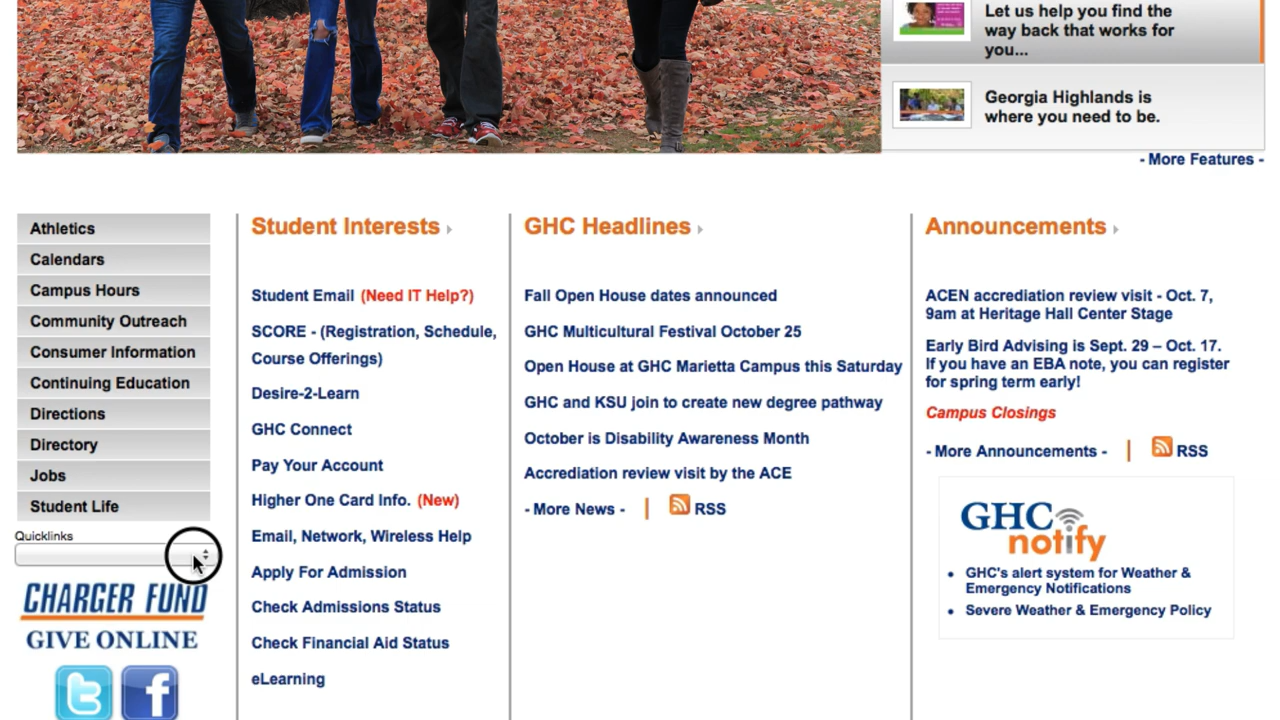 Let us help you find the
way back that works for
you...
Georgia Highlands is
where you need to be.
- More Features -
Athletics
Calendars
Campus Hours
Community Outreach
Consumer Information
Continuing Education
Directions
Directory
Jobs
Student Life
Quicklinks
CHARGER FUND
GIVE ONLINE
Student Interests
Student Email (Need IT Help?)
SCORE - (Registration, Schedule,
Course Offerings)
Desire-2-Learn
GHC Connect
Pay Your Account
Higher One Card Info. (New)
Email, Network, Wireless Help
Apply For Admission
Check Admissions Status
Check Financial Aid Status
eLearning
GHC Headlines
Fall Open House dates announced
GHC Multicultural Festival October 25
Open House at GHC Marietta Campus this Saturday
GHC and KSU join to create new degree pathway
October is Disability Awareness Month
Accrediation review visit by the ACE
- More News - | RSS
Announcements
ACEN accrediation review visit - Oct. 7,
9am at Heritage Hall Center Stage
Early Bird Advising is Sept. 29 – Oct. 17.
If you have an EBA note, you can register
for spring term early!
Campus Closings
- More Announcements - | RSS
GHC
notify
• GHC's alert system for Weather &
Emergency Notifications
• Severe Weather & Emergency Policy